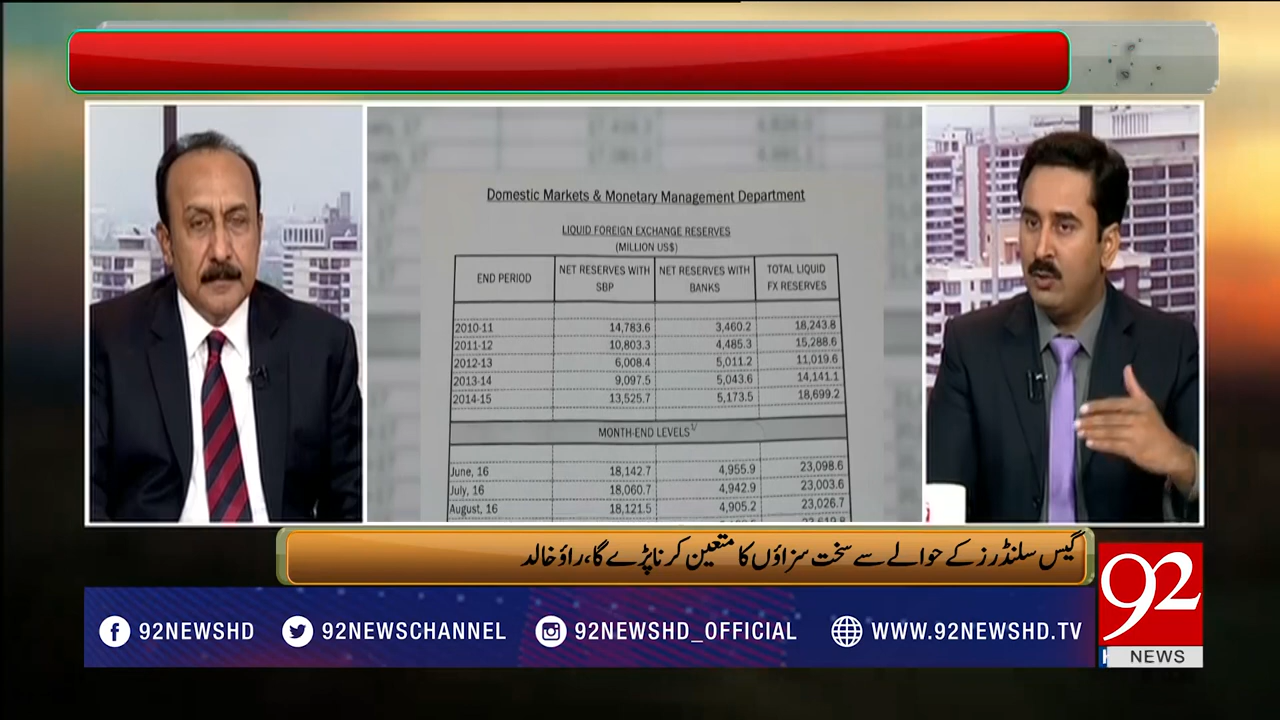 Domestic Markets & Monetary Management Department
LIQUID FOREIGN EXCHANGE RESERVES
(MILLION US$)
END PERIOD NET RESERVES WITH SBP NET RESERVES WITH BANKS TOTAL LIQUID FX RESERVES
2010-11 14,783.6 3,460.2 18,243.8
2011-12 10,803.3 4,485.3 15,288.6
2012-13 6,008.4 5,011.2 11,019.6
2013-14 9,097.5 5,043.6 14,141.1
2014-15 13,525.7 5,173.5 18,699.2
MONTH-END LEVELS 1/
June, 16 18,142.7 4,955.9 23,098.6
July, 16 18,060.7 4,942.9 23,003.6
August, 16 18,121.5 4,905.2 23,026.7
گیس سلنڈرز کے حوالے سے سخت سزاؤں کا متعین کرنا پڑے گا، راؤ خالد
92NEWSHD 92NEWSCHANNEL 92NEWSHD_OFFICIAL WWW.92NEWSHD.TV
92
NEWS